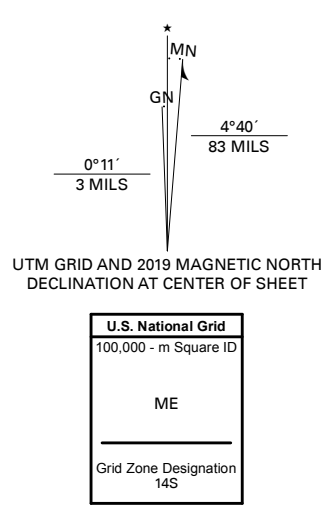 ★
MN
GN
4°40´
83 MILS
0°11´
3 MILS
UTM GRID AND 2019 MAGNETIC NORTH
DECLINATION AT CENTER OF SHEET
U.S. National Grid
100,000 - m Square ID
ME
Grid Zone Designation
14S